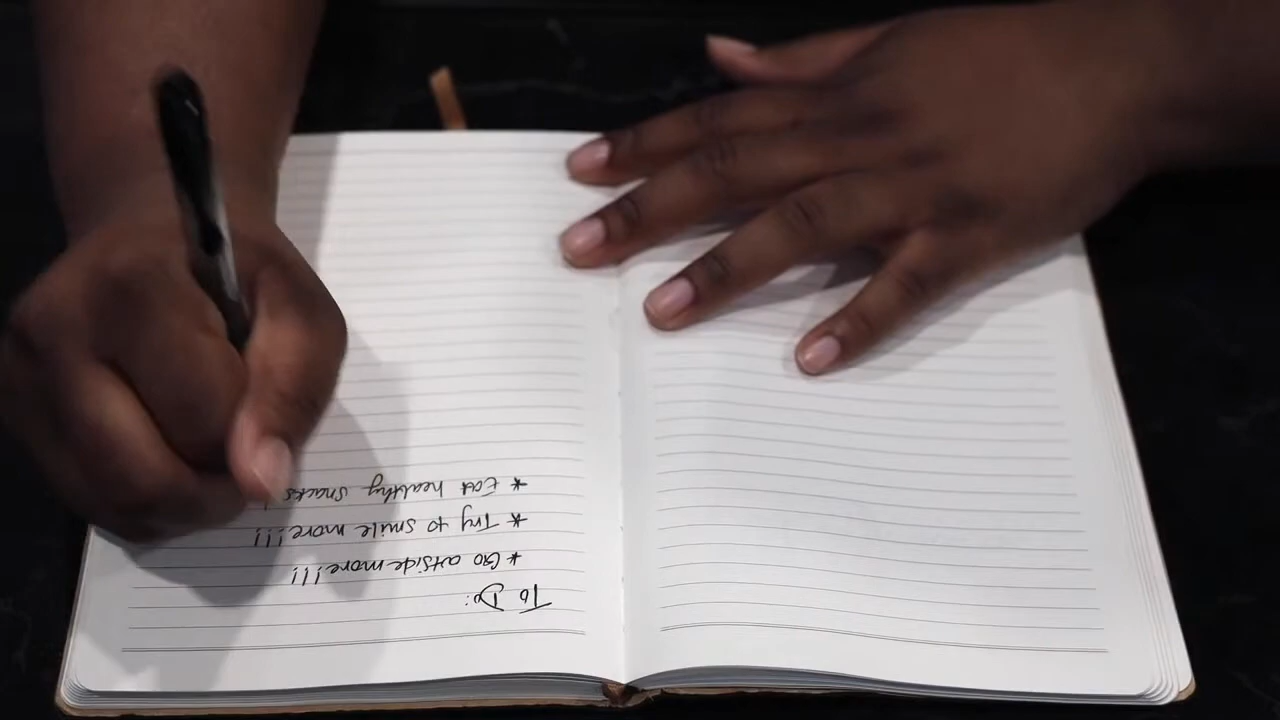 To Do:
* Go outside more!!!
* Try to smile more!!!
* Eat healthy snacks